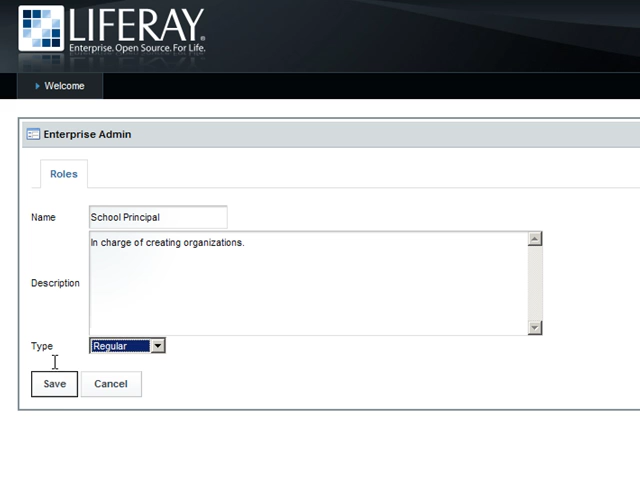 LIFERAY.
Enterprise. Open Source. For Life.
Welcome
Enterprise Admin
Roles
Name School Principal
In charge of creating organizations.
Description
Type Regular
Save Cancel